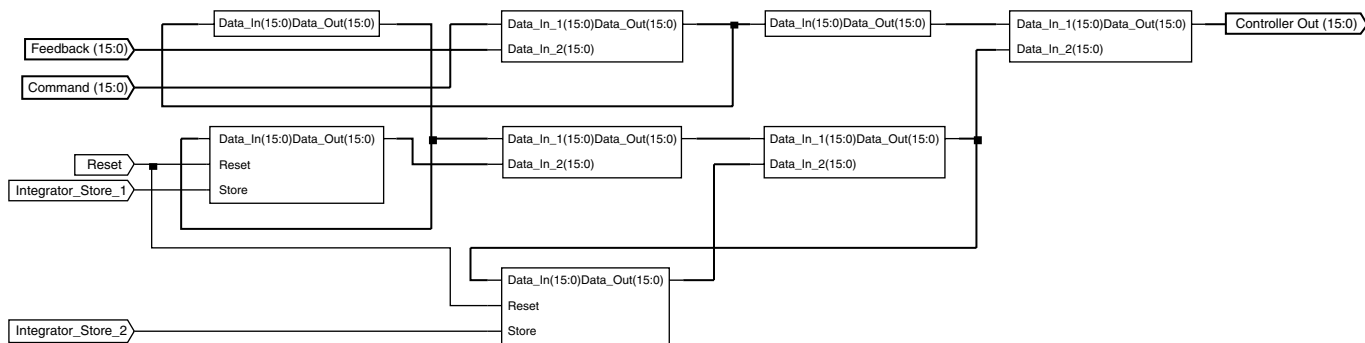 Data_In(15:0)Data_Out(15:0)
Data_In_1(15:0)Data_Out(15:0)
Data_In_2(15:0)
Data_In(15:0)Data_Out(15:0)
Data_In_1(15:0)Data_Out(15:0)
Data_In_2(15:0)
Controller Out (15:0)
Feedback (15:0)
Command (15:0)
Data_In(15:0)Data_Out(15:0)
Reset
Store
Data_In_1(15:0)Data_Out(15:0)
Data_In_2(15:0)
Data_In_1(15:0)Data_Out(15:0)
Data_In_2(15:0)
Reset
Integrator_Store_1
Data_In(15:0)Data_Out(15:0)
Reset
Store
Integrator_Store_2